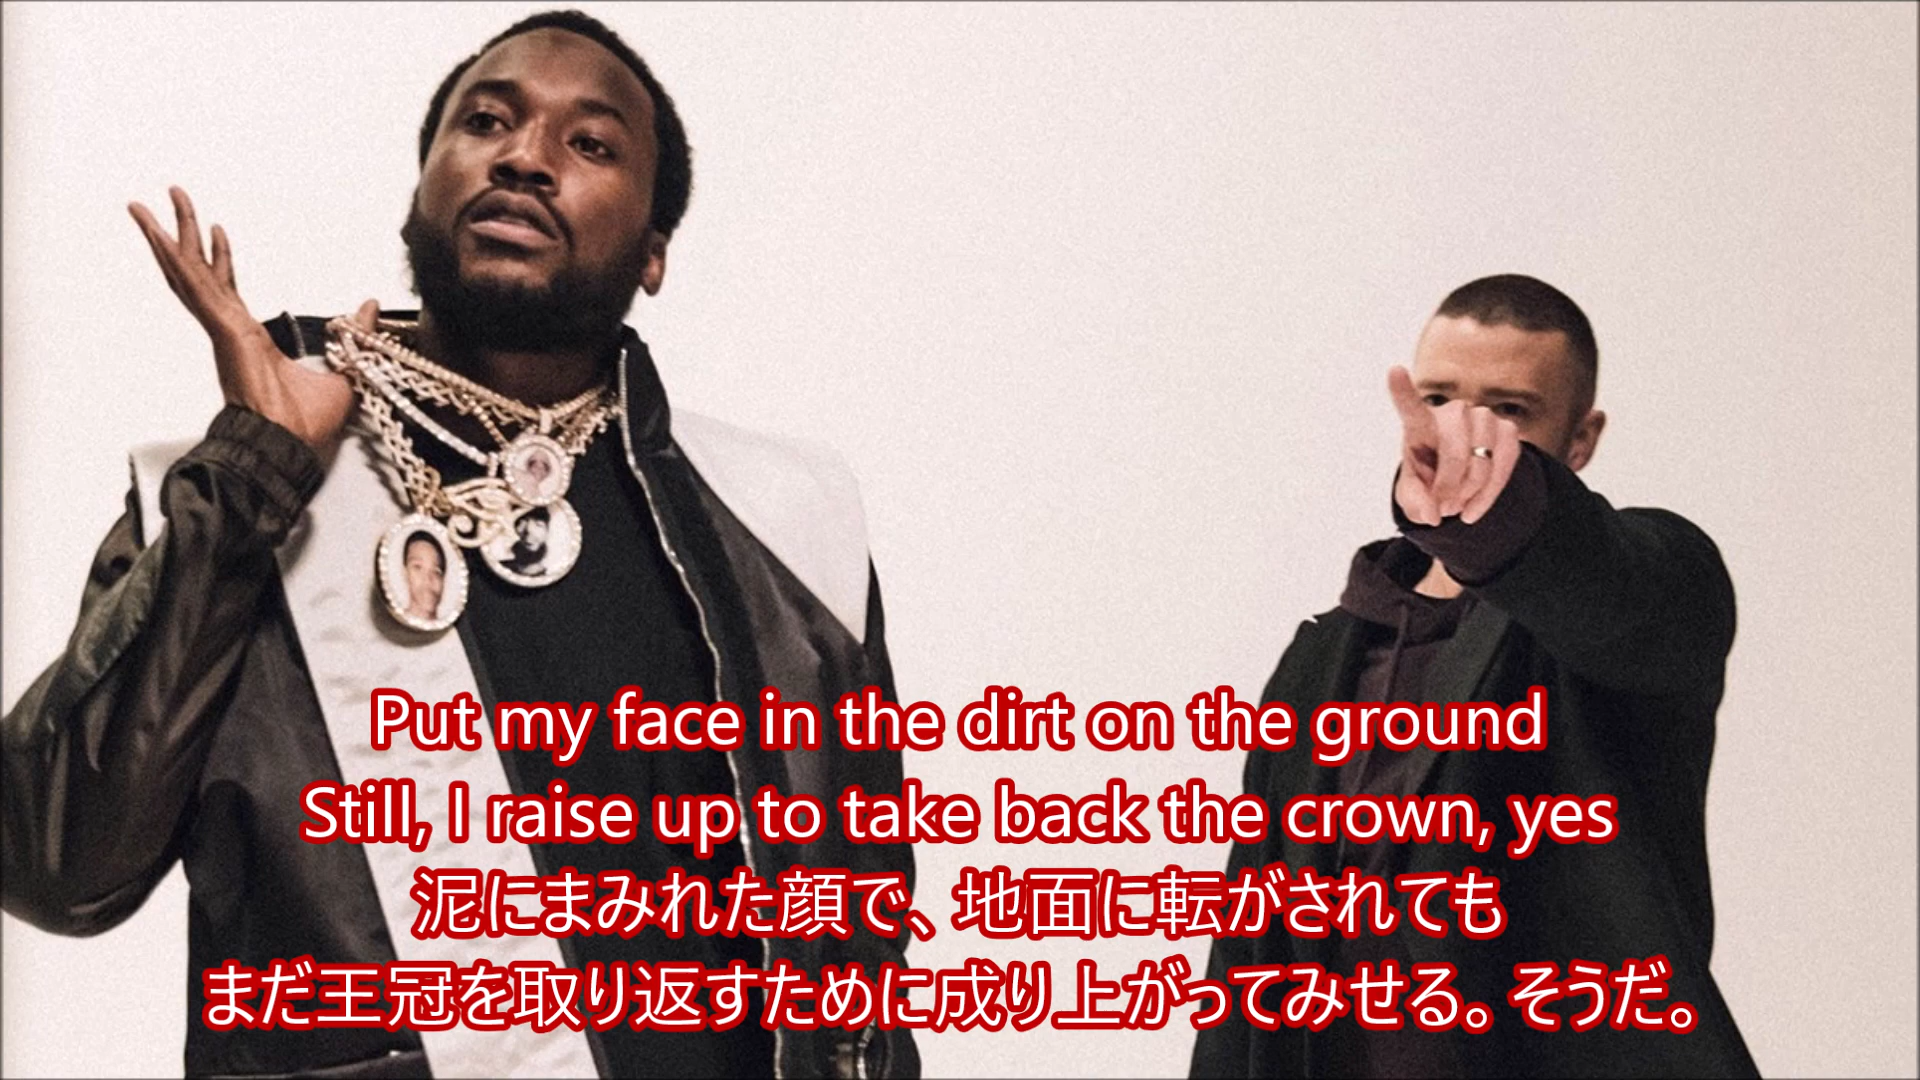 Put my face in the dirt on the ground
Still, I raise up to take back the crown, yes
泥にまみれた顔で、地面に転がされても
まだ王冠を取り返すために成り上がってみせる。そうだ。